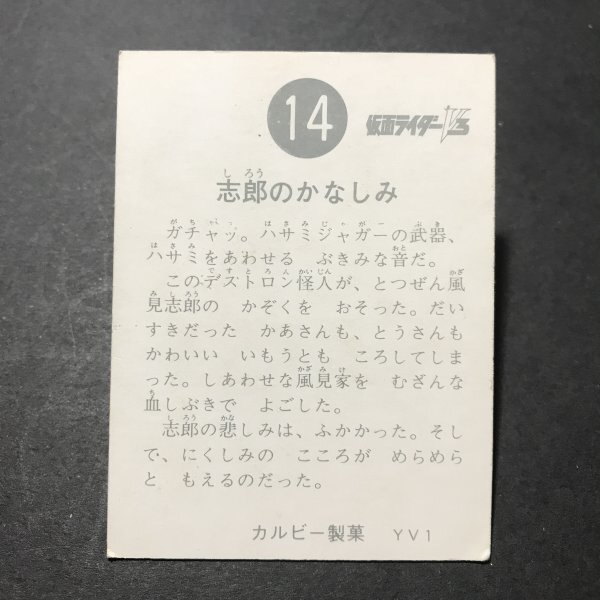 14 仮面ライダーV3
志郎のかなしみ
ガチャッ。ハサミジャガーの武器、
ハサミをあわせる ぶきみな音だ。
このデストロン怪人が、とつぜん風
見志郎の かぞくを おそった。だい
すきだった かあさんも、とうさんも
かわいい いもうとも ころしてしま
った。しあわせな風見家を むざんな
血しぶきで よごした。
志郎の悲しみは、ふかかった。そし
て、にくしみの こころが めらめら
と もえるのだった。
カルビー製菓 YV1